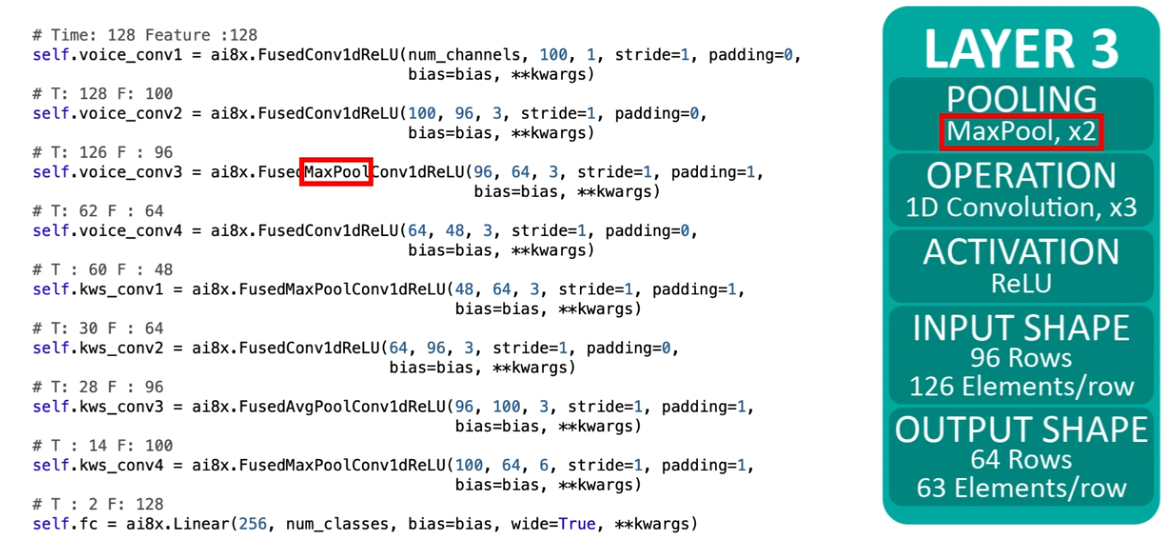 # Time: 128 Feature :128
self.voice_conv1 = ai8x.FusedConv1dReLU(num_channels, 100, 1, stride=1, padding=0,
bias=bias, **kwargs)
# T: 128 F: 100
self.voice_conv2 = ai8x.FusedConv1dReLU(100, 96, 3, stride=1, padding=0,
bias=bias, **kwargs)
# T: 126 F : 96
self.voice_conv3 = ai8x.FusedMaxPoolConv1dReLU(96, 64, 3, stride=1, padding=1,
bias=bias, **kwargs)
# T: 62 F : 64
self.voice_conv4 = ai8x.FusedConv1dReLU(64, 48, 3, stride=1, padding=0,
bias=bias, **kwargs)
# T : 60 F : 48
self.kws_conv1 = ai8x.FusedMaxPoolConv1dReLU(48, 64, 3, stride=1, padding=1,
bias=bias, **kwargs)
# T: 30 F : 64
self.kws_conv2 = ai8x.FusedConv1dReLU(64, 96, 3, stride=1, padding=0,
bias=bias, **kwargs)
# T: 28 F : 96
self.kws_conv3 = ai8x.FusedAvgPoolConv1dReLU(96, 100, 3, stride=1, padding=1,
bias=bias, **kwargs)
# T : 14 F: 100
self.kws_conv4 = ai8x.FusedMaxPoolConv1dReLU(100, 64, 6, stride=1, padding=1,
bias=bias, **kwargs)
# T : 2 F: 128
self.fc = ai8x.Linear(256, num_classes, bias=bias, wide=True, **kwargs)
LAYER 3
POOLING
MaxPool, x2
OPERATION
1D Convolution, x3
ACTIVATION
ReLU
INPUT SHAPE
96 Rows
126 Elements/row
OUTPUT SHAPE
64 Rows
63 Elements/row